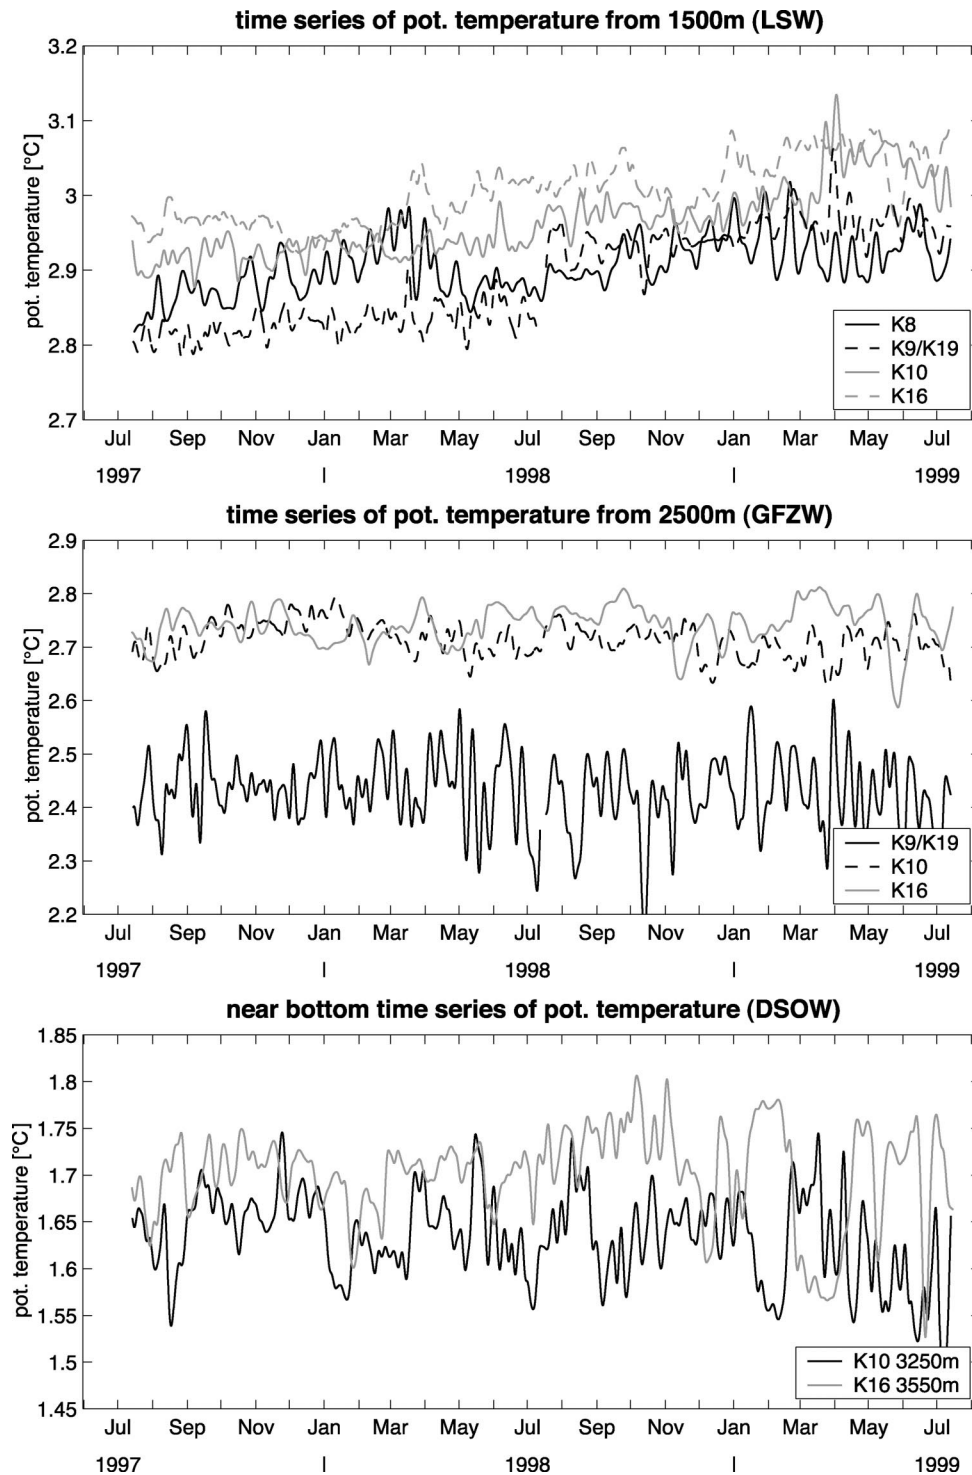 time series of pot. temperature from 1500m (LSW)
3.2
3.1
3
2.9
2.8
2.7
pot. temperature [°C]
K8
K9/K19
K10
K16
Jul Sep Nov Jan Mar May Jul Sep Nov Jan Mar May Jul
1997 1998 1999
time series of pot. temperature from 2500m (GFZW)
2.9
2.8
2.7
2.6
2.5
2.4
2.3
2.2
pot. temperature [°C]
K9/K19
K10
K16
Jul Sep Nov Jan Mar May Jul Sep Nov Jan Mar May Jul
1997 1998 1999
near bottom time series of pot. temperature (DSOW)
1.85
1.8
1.75
1.7
1.65
1.6
1.55
1.5
1.45
pot. temperature [°C]
K10 3250m
K16 3550m
Jul Sep Nov Jan Mar May Jul Sep Nov Jan Mar May Jul
1997 1998 1999